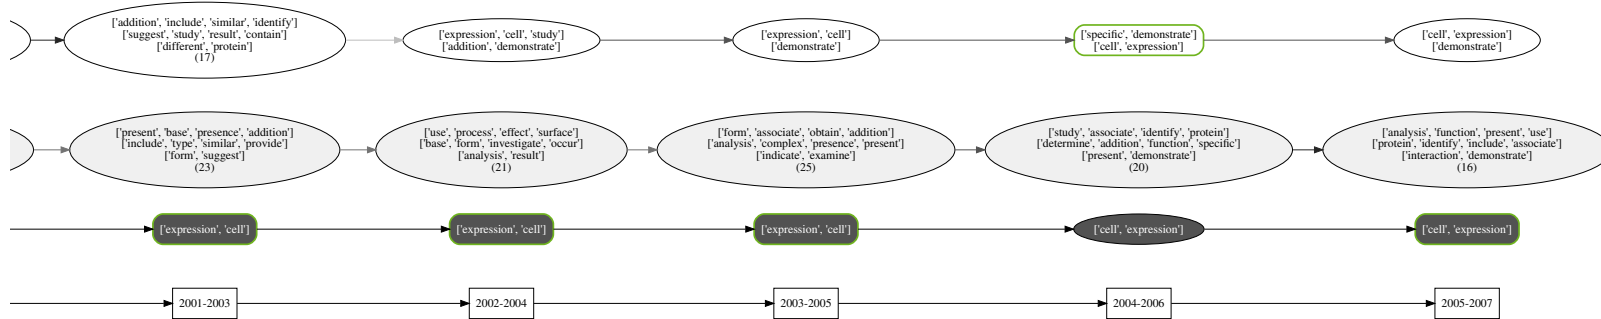 ['addition', 'include', 'similar', 'identify']
['suggest', 'study', 'result', 'contain']
['different', 'protein']
(17)
['expression', 'cell', 'study']
['addition', 'demonstrate']
['expression', 'cell']
['demonstrate']
['specific', 'demonstrate']
['cell', 'expression']
['cell', 'expression']
['demonstrate']
['present', 'base', 'presence', 'addition']
['include', 'type', 'similar', 'provide']
['form', 'suggest']
(23)
['use', 'process', 'effect', 'surface']
['base', 'form', 'investigate', 'occur']
['analysis', 'result']
(21)
['form', 'associate', 'obtain', 'addition']
['analysis', 'complex', 'presence', 'present']
['indicate', 'examine']
(25)
['study', 'associate', 'identify', 'protein']
['determine', 'addition', 'function', 'specific']
['present', 'demonstrate']
(20)
['analysis', 'function', 'present', 'use']
['protein', 'identify', 'include', 'associate']
['interaction', 'demonstrate']
(16)
['expression', 'cell']
['expression', 'cell']
['expression', 'cell']
['cell', 'expression']
['cell', 'expression']
2001-2003
2002-2004
2003-2005
2004-2006
2005-2007